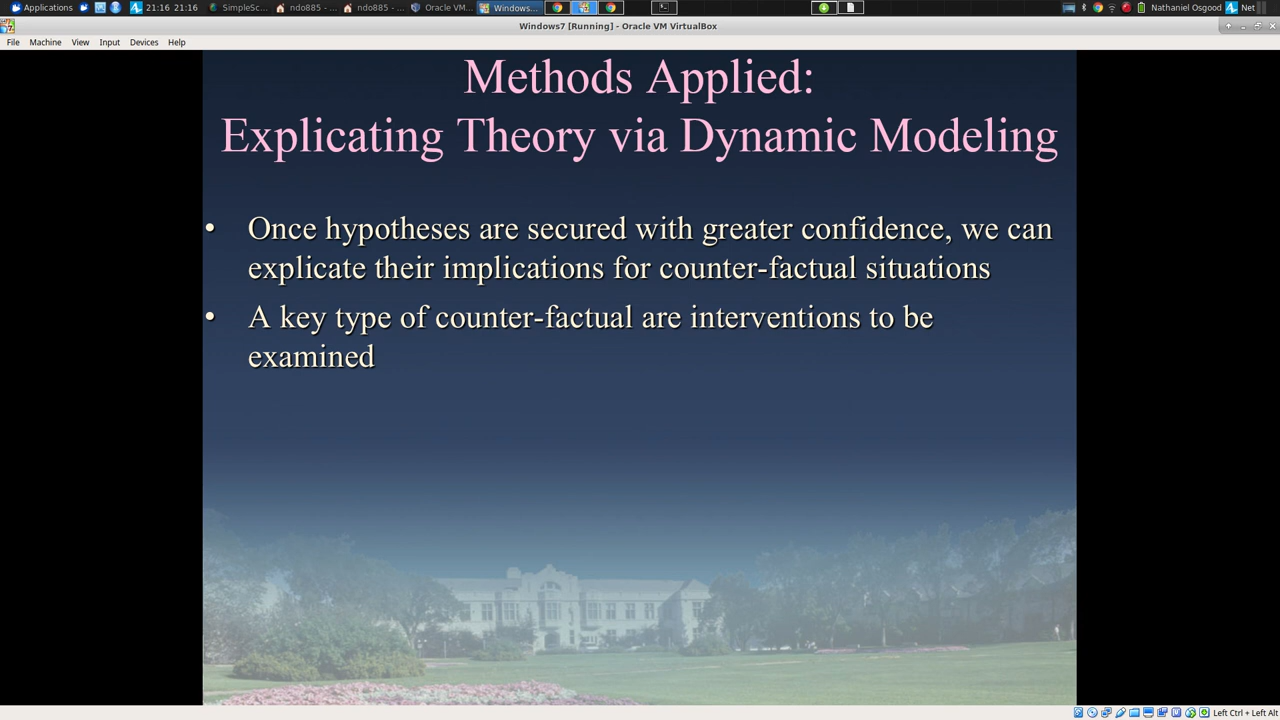 Applications 21:16 21:16 SimpleSc... ndo885 - ... ndo885 - ... Oracle VM... Windows... Nathaniel Osgood Net
Windows7 [Running] - Oracle VM VirtualBox
File Machine View Input Devices Help
Methods Applied:
Explicating Theory via Dynamic Modeling
• Once hypotheses are secured with greater confidence, we can
explicate their implications for counter-factual situations
• A key type of counter-factual are interventions to be
examined
Left Ctrl + Left Alt